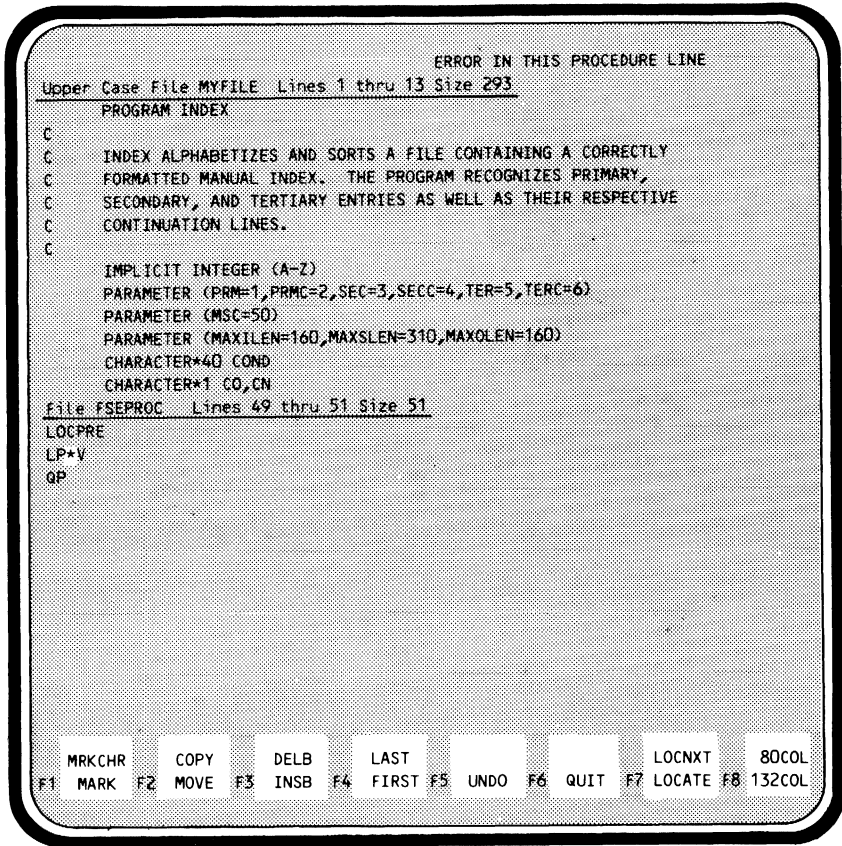 ERROR IN THIS PROCEDURE LINE
Upper Case File MYFILE Lines 1 thru 13 Size 293
PROGRAM INDEX
C
C INDEX ALPHABETIZES AND SORTS A FILE CONTAINING A CORRECTLY
C FORMATTED MANUAL INDEX. THE PROGRAM RECOGNIZES PRIMARY,
C SECONDARY, AND TERTIARY ENTRIES AS WELL AS THEIR RESPECTIVE
C CONTINUATION LINES.
C
IMPLICIT INTEGER (A-Z)
PARAMETER (PRM=1,PRMC=2,SEC=3,SECC=4,TER=5,TERC=6)
PARAMETER (MSC=50)
PARAMETER (MAXILEN=160,MAXSLEN=310,MAXOLEN=160)
CHARACTER*40 COND
CHARACTER*1 CO,CN
File FSEPROC Lines 49 thru 51 Size 51
LOCPRE
LP*V
QP
MRKCHR COPY DELB LAST LOCNXT 80COL
F1 MARK F2 MOVE F3 INSB F4 FIRST F5 UNDO F6 QUIT F7 LOCATE F8 132COL